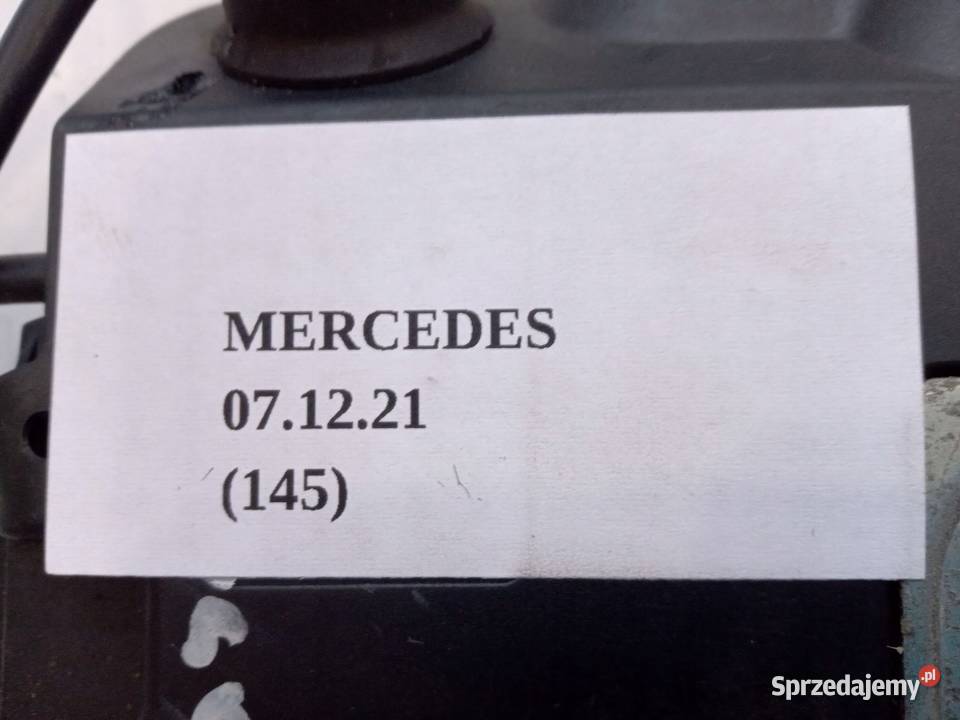 MERCEDES
07.12.21
(145)
Sprzedajemy.pl